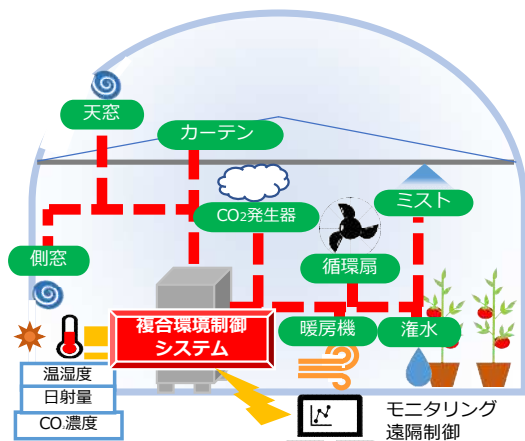 天窓
カーテン
CO₂発生器
ミスト
側窓
循環扇
複合環境制御
システム
暖房機
潅水
温湿度
日射量
CO₂濃度
モニタリング
遠隔制御